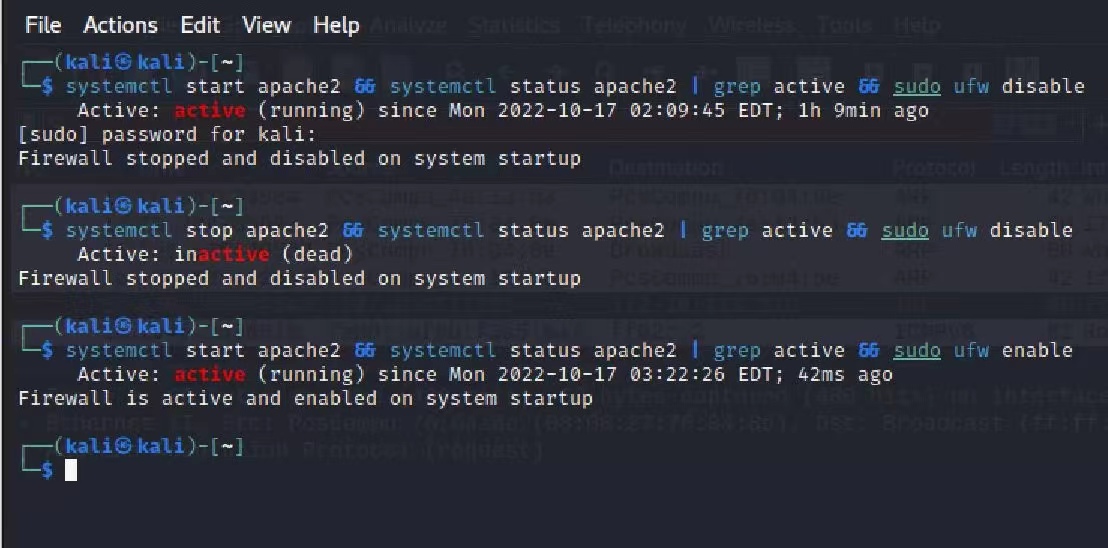 File Actions Edit View Help
┌──(kali㉿kali)-[~]
└─$ systemctl start apache2 && systemctl status apache2 | grep active && sudo ufw disable
Active: active (running) since Mon 2022-10-17 02:09:45 EDT; 1h 9min ago
[sudo] password for kali:
Firewall stopped and disabled on system startup
┌──(kali㉿kali)-[~]
└─$ systemctl stop apache2 && systemctl status apache2 | grep active && sudo ufw disable
Active: inactive (dead)
Firewall stopped and disabled on system startup
┌──(kali㉿kali)-[~]
└─$ systemctl start apache2 && systemctl status apache2 | grep active && sudo ufw enable
Active: active (running) since Mon 2022-10-17 03:22:26 EDT; 42ms ago
Firewall is active and enabled on system startup
┌──(kali㉿kali)-[~]
└─$